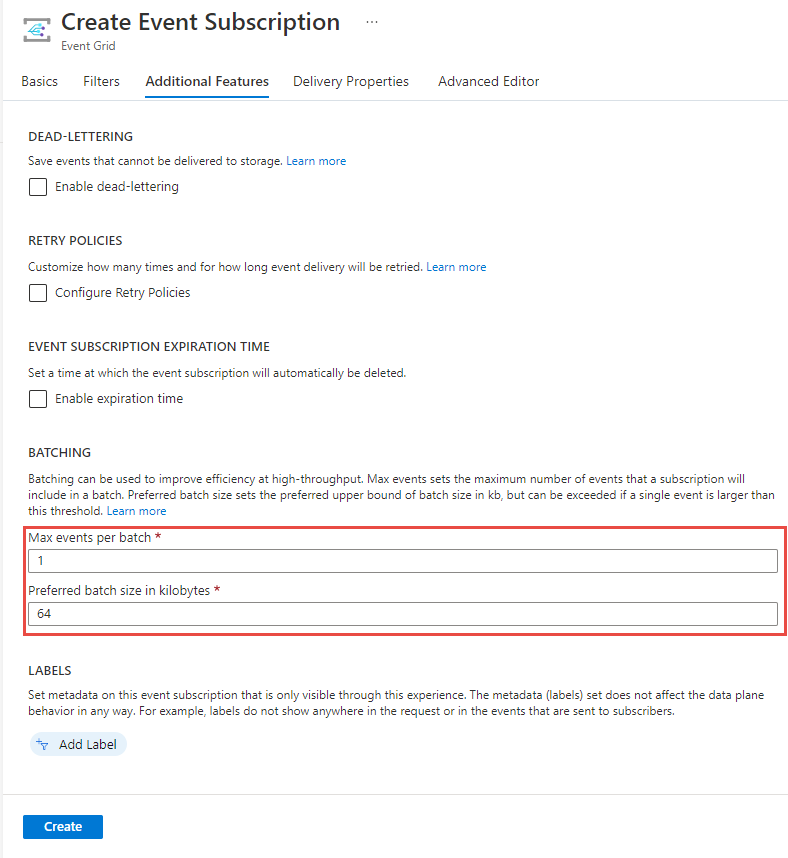 Create Event Subscription ...
Event Grid
Basics Filters Additional Features Delivery Properties Advanced Editor
DEAD-LETTERING
Save events that cannot be delivered to storage. Learn more
Enable dead-lettering
RETRY POLICIES
Customize how many times and for how long event delivery will be retried. Learn more
Configure Retry Policies
EVENT SUBSCRIPTION EXPIRATION TIME
Set a time at which the event subscription will automatically be deleted.
Enable expiration time
BATCHING
Batching can be used to improve efficiency at high-throughput. Max events sets the maximum number of events that a subscription will
include in a batch. Preferred batch size sets the preferred upper bound of batch size in kb, but can be exceeded if a single event is larger than
this threshold. Learn more
Max events per batch *
1
Preferred batch size in kilobytes *
64
LABELS
Set metadata on this event subscription that is only visible through this experience. The metadata (labels) set does not affect the data plane
behavior in any way. For example, labels do not show anywhere in the request or in the events that are sent to subscribers.
Add Label
Create